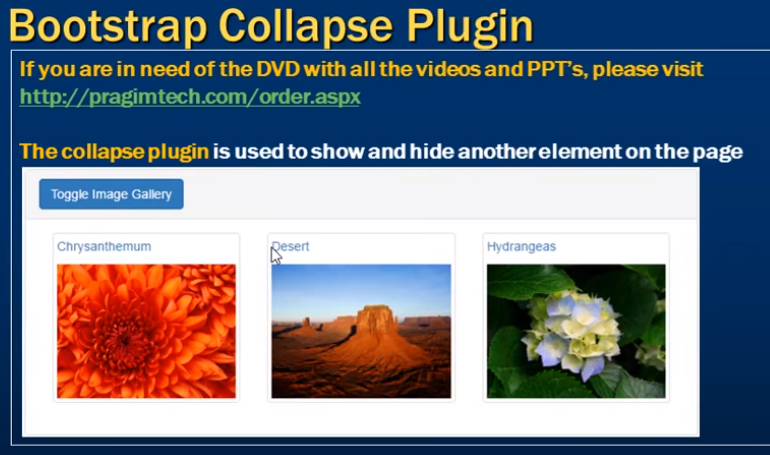 Bootstrap Collapse Plugin
If you are in need of the DVD with all the videos and PPT's, please visit
http://pragimtech.com/order.aspx
The collapse plugin is used to show and hide another element on the page
Toggle Image Gallery
Chrysanthemum
Desert
Hydrangeas